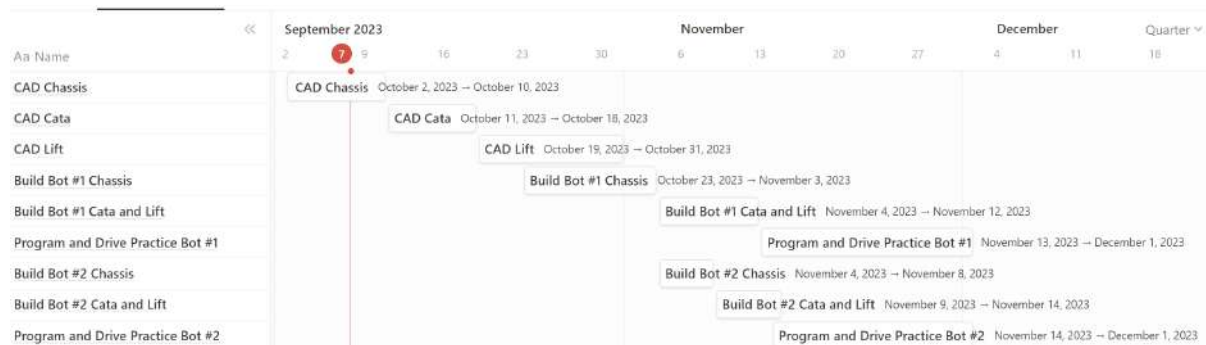 September 2023 November December Quarter
Aa Name 2 7 9 16 23 30 6 13 20 27 4 11 18
CAD Chassis CAD Chassis October 2, 2023 → October 10, 2023
CAD Cata CAD Cata October 11, 2023 → October 18, 2023
CAD Lift CAD Lift October 19, 2023 → October 31, 2023
Build Bot #1 Chassis Build Bot #1 Chassis October 23, 2023 → November 3, 2023
Build Bot #1 Cata and Lift Build Bot #1 Cata and Lift November 4, 2023 → November 12, 2023
Program and Drive Practice Bot #1 Program and Drive Practice Bot #1 November 13, 2023 → December 1, 2023
Build Bot #2 Chassis Build Bot #2 Chassis November 4, 2023 → November 8, 2023
Build Bot #2 Cata and Lift Build Bot #2 Cata and Lift November 9, 2023 → November 14, 2023
Program and Drive Practice Bot #2 Program and Drive Practice Bot #2 November 14, 2023 → December 1, 2023